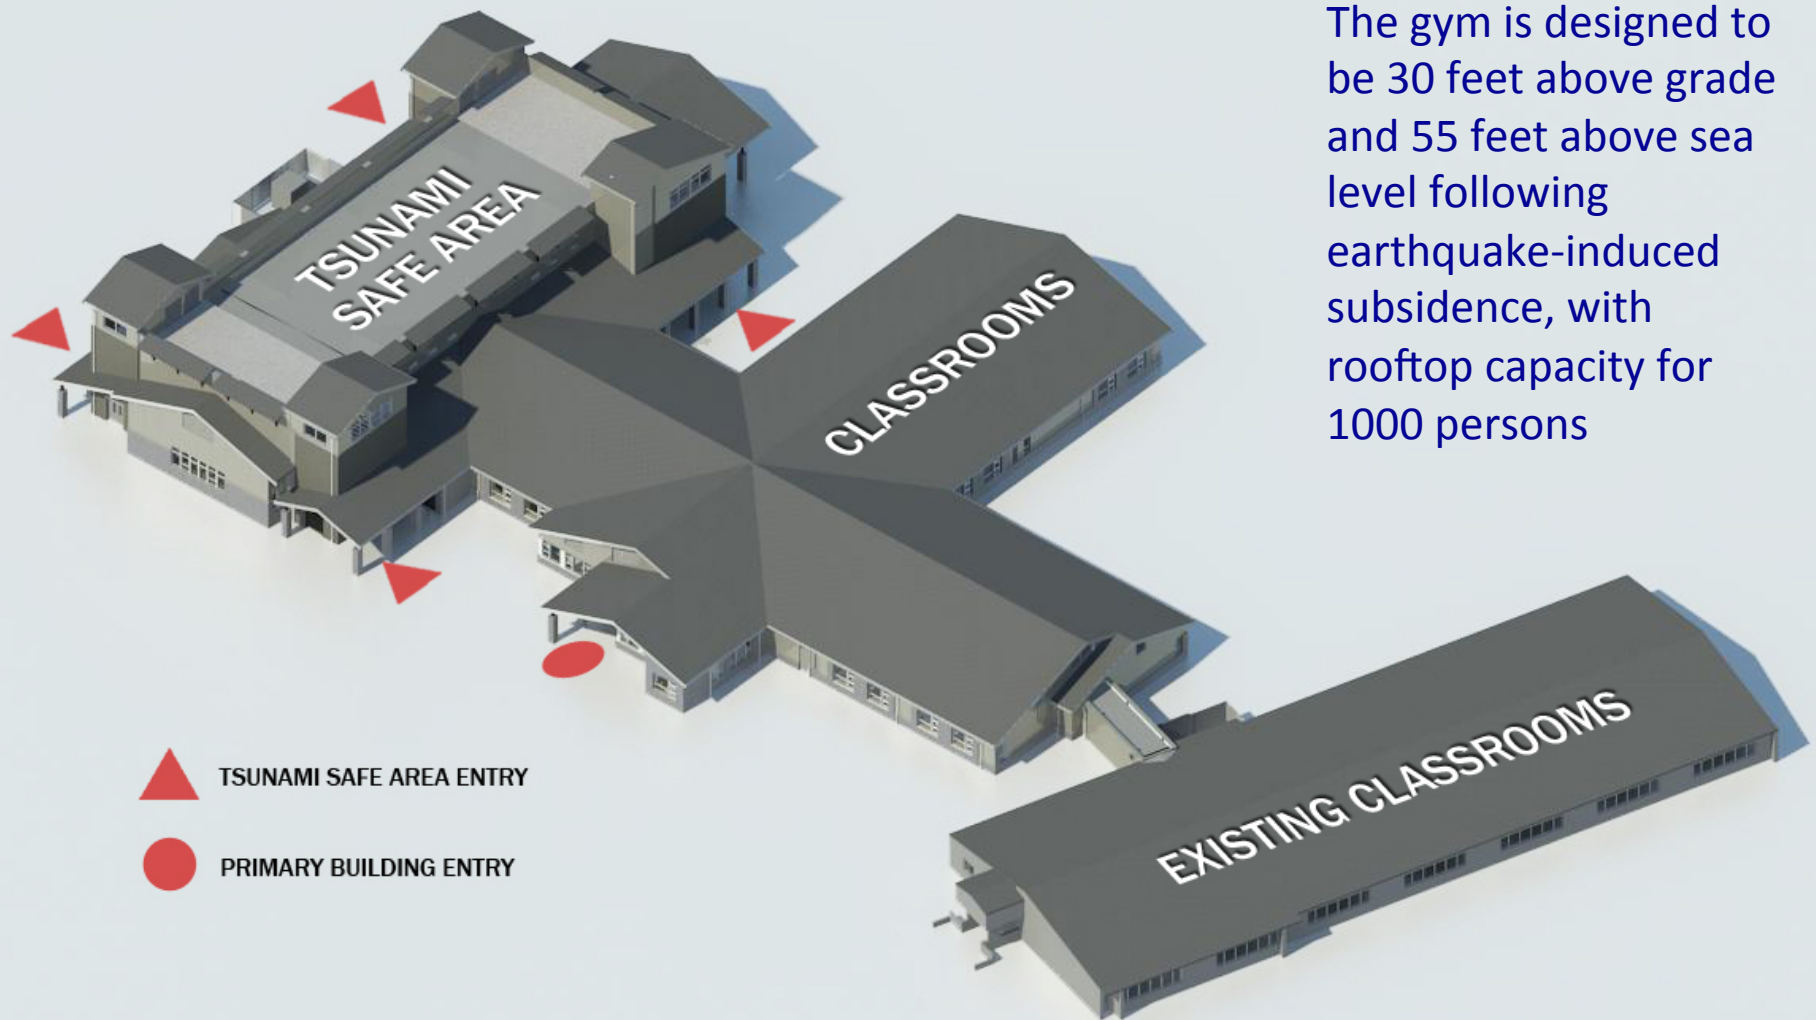 The gym is designed to
be 30 feet above grade
and 55 feet above sea
level following
earthquake-induced
subsidence, with
rooftop capacity for
1000 persons
TSUNAMI
SAFE AREA
CLASSROOMS
EXISTING CLASSROOMS
TSUNAMI SAFE AREA ENTRY
PRIMARY BUILDING ENTRY